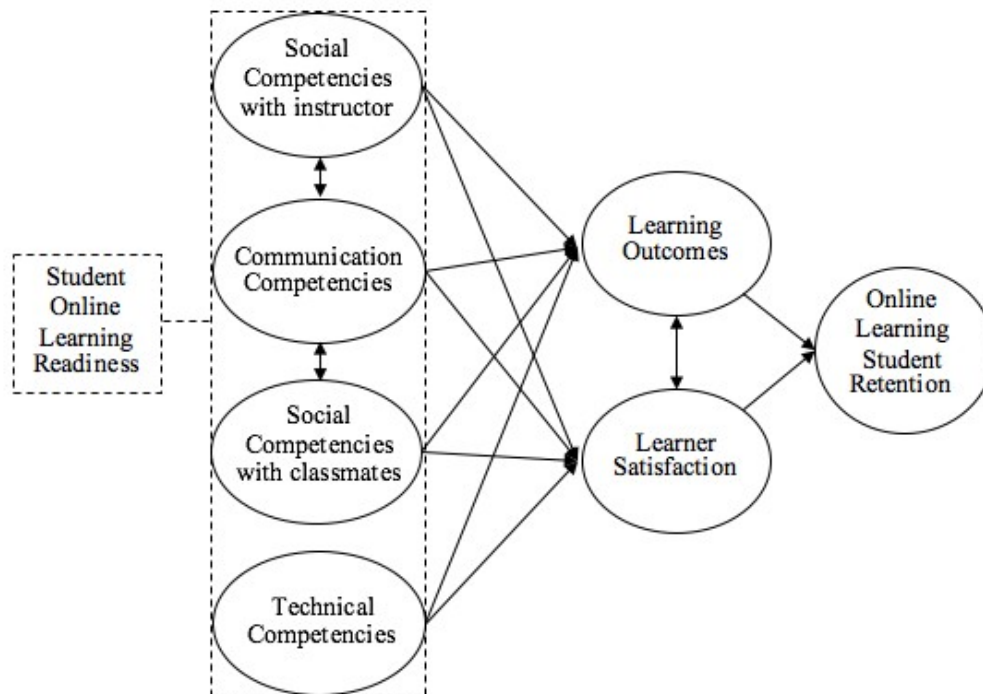 Social
Competencies
with instructor
Communication
Competencies
Student
Online
Learning
Readiness
Social
Competencies
with classmates
Technical
Competencies
Learning
Outcomes
Learner
Satisfaction
Online
Learning
Student
Retention